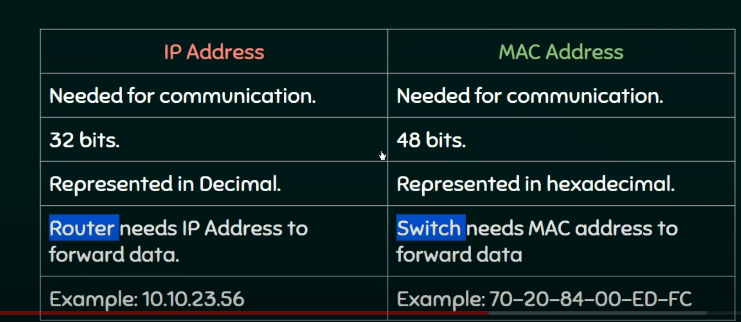 IP Address
MAC Address
Needed for communication.
Needed for communication.
32 bits.
48 bits.
Represented in Decimal.
Represented in hexadecimal.
Router needs IP Address to
forward data.
Switch needs MAC address to
forward data
Example: 10.10.23.56
Example: 70-20-84-00-ED-FC